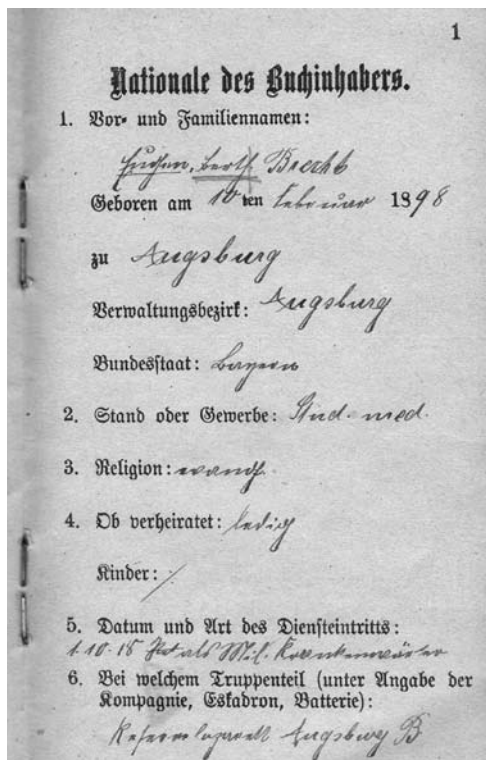 1
Nationale des Buchinhabers.
1. Vor- und Familiennamen:
Eugen, Berth. Brecht
Geboren am 10ten Februar 1898
zu Augsburg
Verwaltungsbezirk: Augsburg
Bundesstaat: Bayern
2. Stand oder Gewerbe: Stud. med.
3. Religion: evang.
4. Ob verheiratet: ledig
Kinder: /.
5. Datum und Art des Diensteintritts:
1.10.18 als Mil. Krankenwärter
6. Bei welchem Truppenteil (unter Angabe der
Kompagnie, Eskadron, Batterie):
Reservelazarett Augsburg B